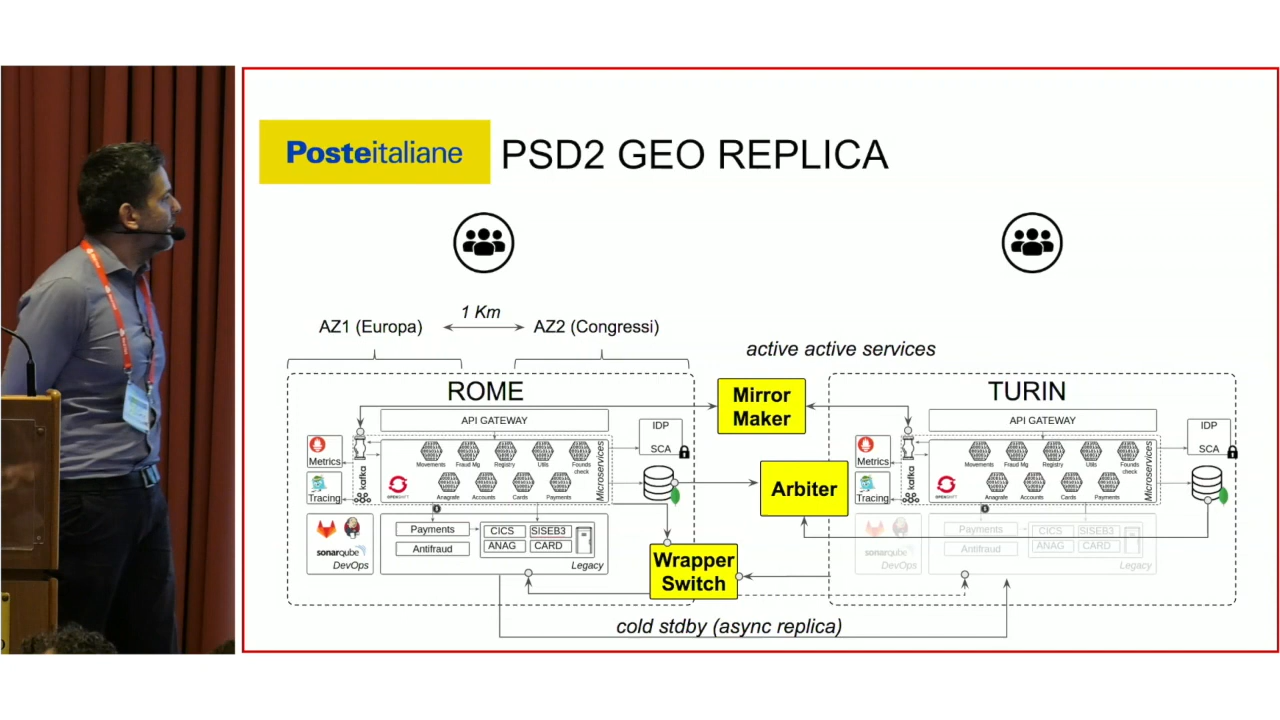 Posteitaliane
PSD2 GEO REPLICA
1 Km
AZ1 (Europa)
AZ2 (Congressi)
active active services
ROME
TURIN
Mirror
Maker
API GATEWAY
IDP
SCA
Metrics
Tracing
kafka
Movements
Fraud Mg
Registry
Utils
Founds
check
Microservices
OPENSHIFT
Anagrafe
Accounts
Cards
Payments
Arbiter
API GATEWAY
IDP
SCA
Metrics
Tracing
kafka
Movements
Fraud Mg
Registry
Utils
Founds
check
Microservices
OPENSHIFT
Anagrafe
Accounts
Cards
Payments
sonarqube
DevOps
Payments
Antifraud
CICS
SISEB3
ANAG
CARD
Legacy
Wrapper
Switch
sonarqube
DevOps
Payments
Antifraud
CICS
SISEB3
ANAG
CARD
Legacy
cold stdby (async replica)